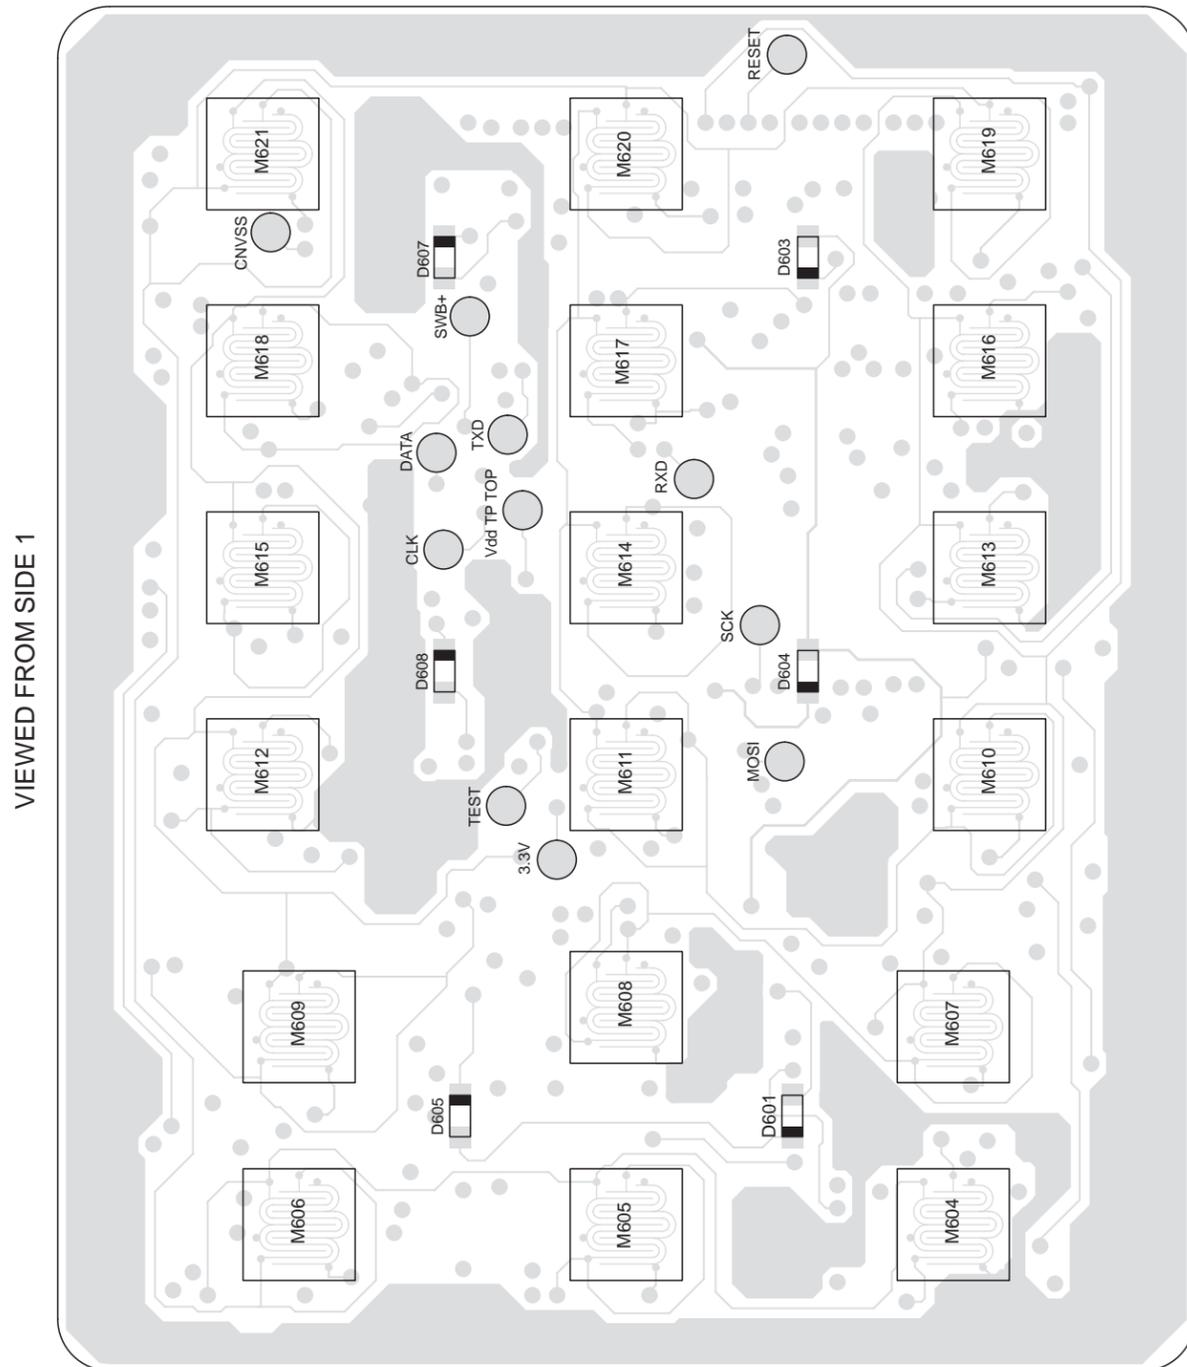 VIEWED FROM SIDE 1
RESET
M621
M620
M619
CNVSS
D607
D603
SWB+
M618
M617
M616
DATA
TXD
RXD
Vdd TP TOP
CLK
M615
M614
M613
SCK
D608
D604
M612
M611
M610
MOSI
TEST
3.3V
M609
M608
M607
D605
D601
M606
M605
M604